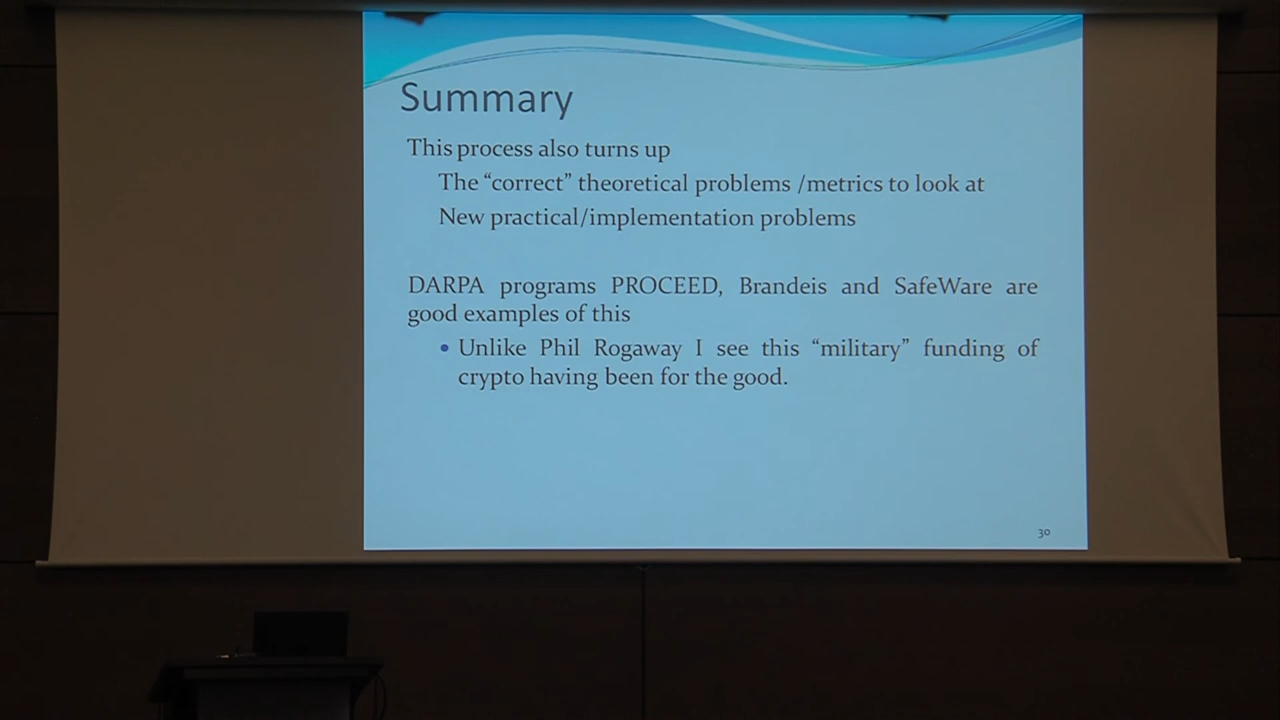 Summary
This process also turns up
The “correct” theoretical problems /metrics to look at
New practical/implementation problems
DARPA programs PROCEED, Brandeis and SafeWare are
good examples of this
• Unlike Phil Rogaway I see this “military” funding of
crypto having been for the good.
30